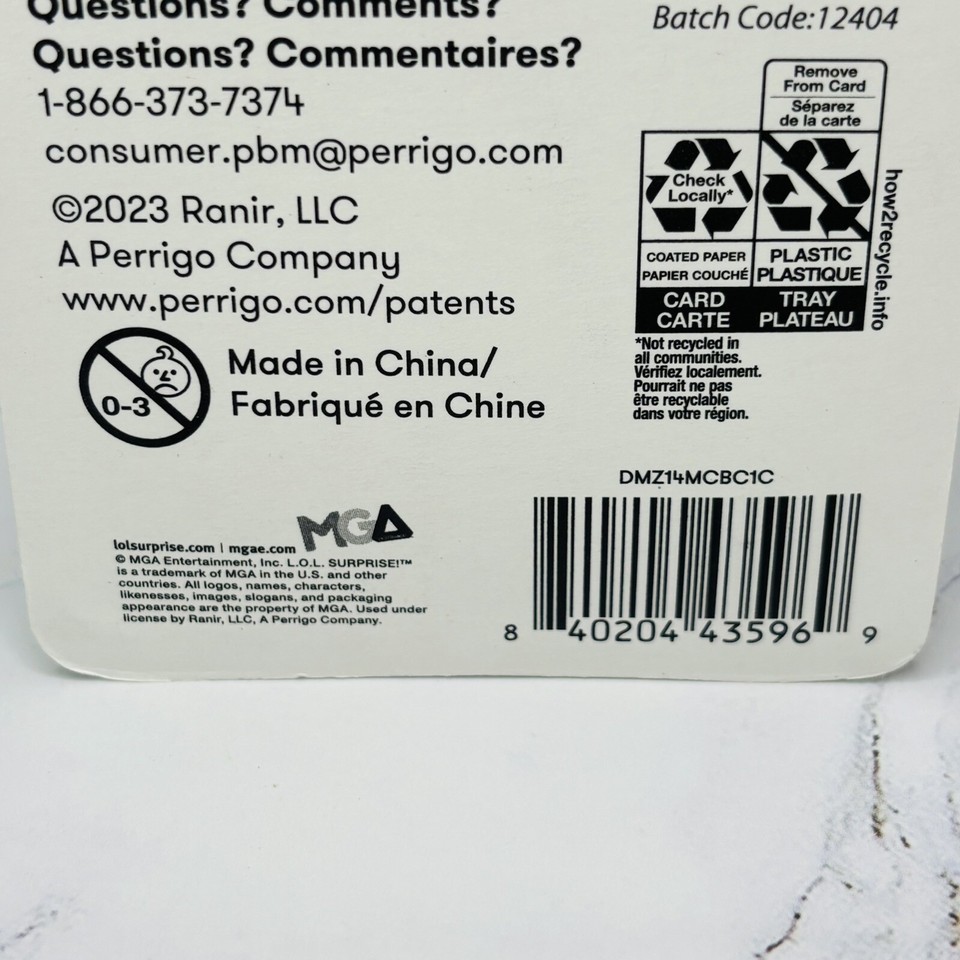 Questions? Comments?
Questions? Commentaires?
1-866-373-7374
consumer.pbm@perrigo.com
©2023 Ranir, LLC
A Perrigo Company
www.perrigo.com/patents
0-3
Made in China/
Fabriqué en Chine
MGA
lolsurprise.com | mgae.com
© MGA Entertainment, Inc. L.O.L. SURPRISE!™
is a trademark of MGA in the U.S. and other
countries. All logos, names, characters,
likenesses, images, slogans, and packaging
appearance are the property of MGA. Used under
license by Ranir, LLC, A Perrigo Company.
Batch Code:12404
Remove
From Card
Séparez
de la carte
Check
Locally*
COATED PAPER
PAPIER COUCHÉ
CARD
CARTE
PLASTIC
PLASTIQUE
TRAY
PLATEAU
how2recycle.info
*Not recycled in
all communities.
Vérifiez localement.
Pourrait ne pas
être recyclable
dans votre région.
DMZ14MCBC1C
8 40204 43596 9